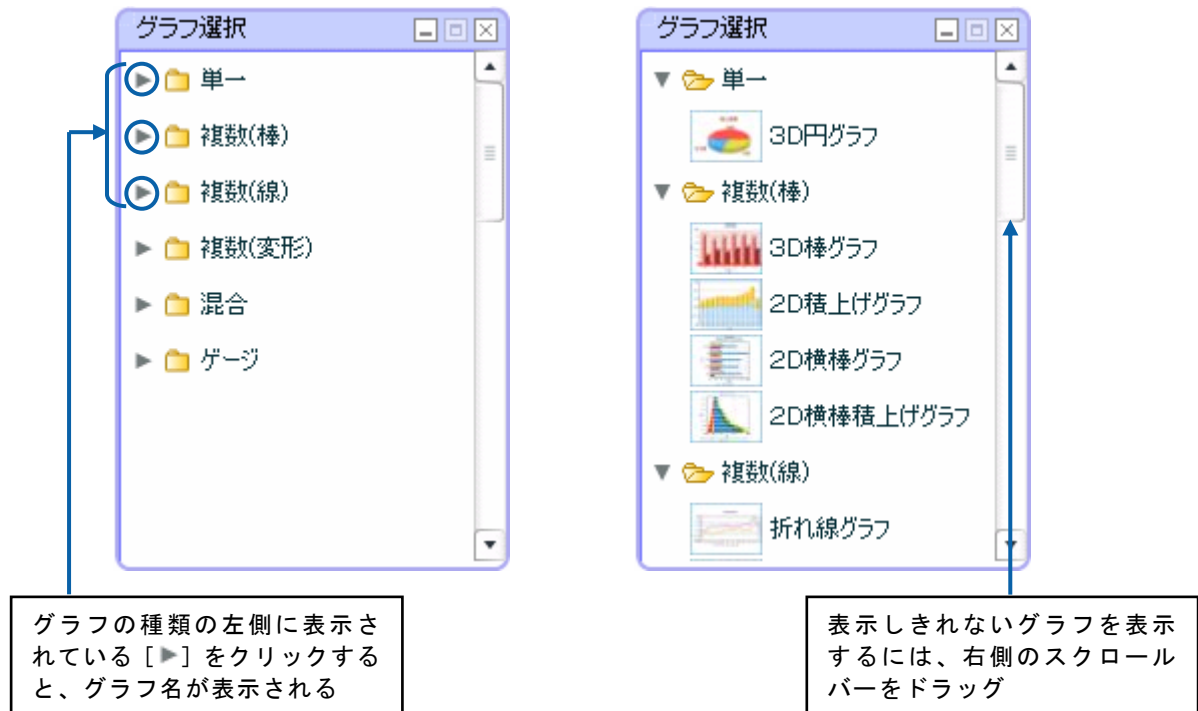 グラフ選択
単一
複数(棒)
複数(線)
複数(変形)
混合
ゲージ
グラフの種類の左側に表示さ
れている［▶］をクリックする
と、グラフ名が表示される
グラフ選択
単一
3D円グラフ
複数(棒)
3D棒グラフ
2D積上げグラフ
2D横棒グラフ
2D横棒積上げグラフ
複数(線)
折れ線グラフ
表示しきれないグラフを表示
するには、右側のスクロール
バーをドラッグ